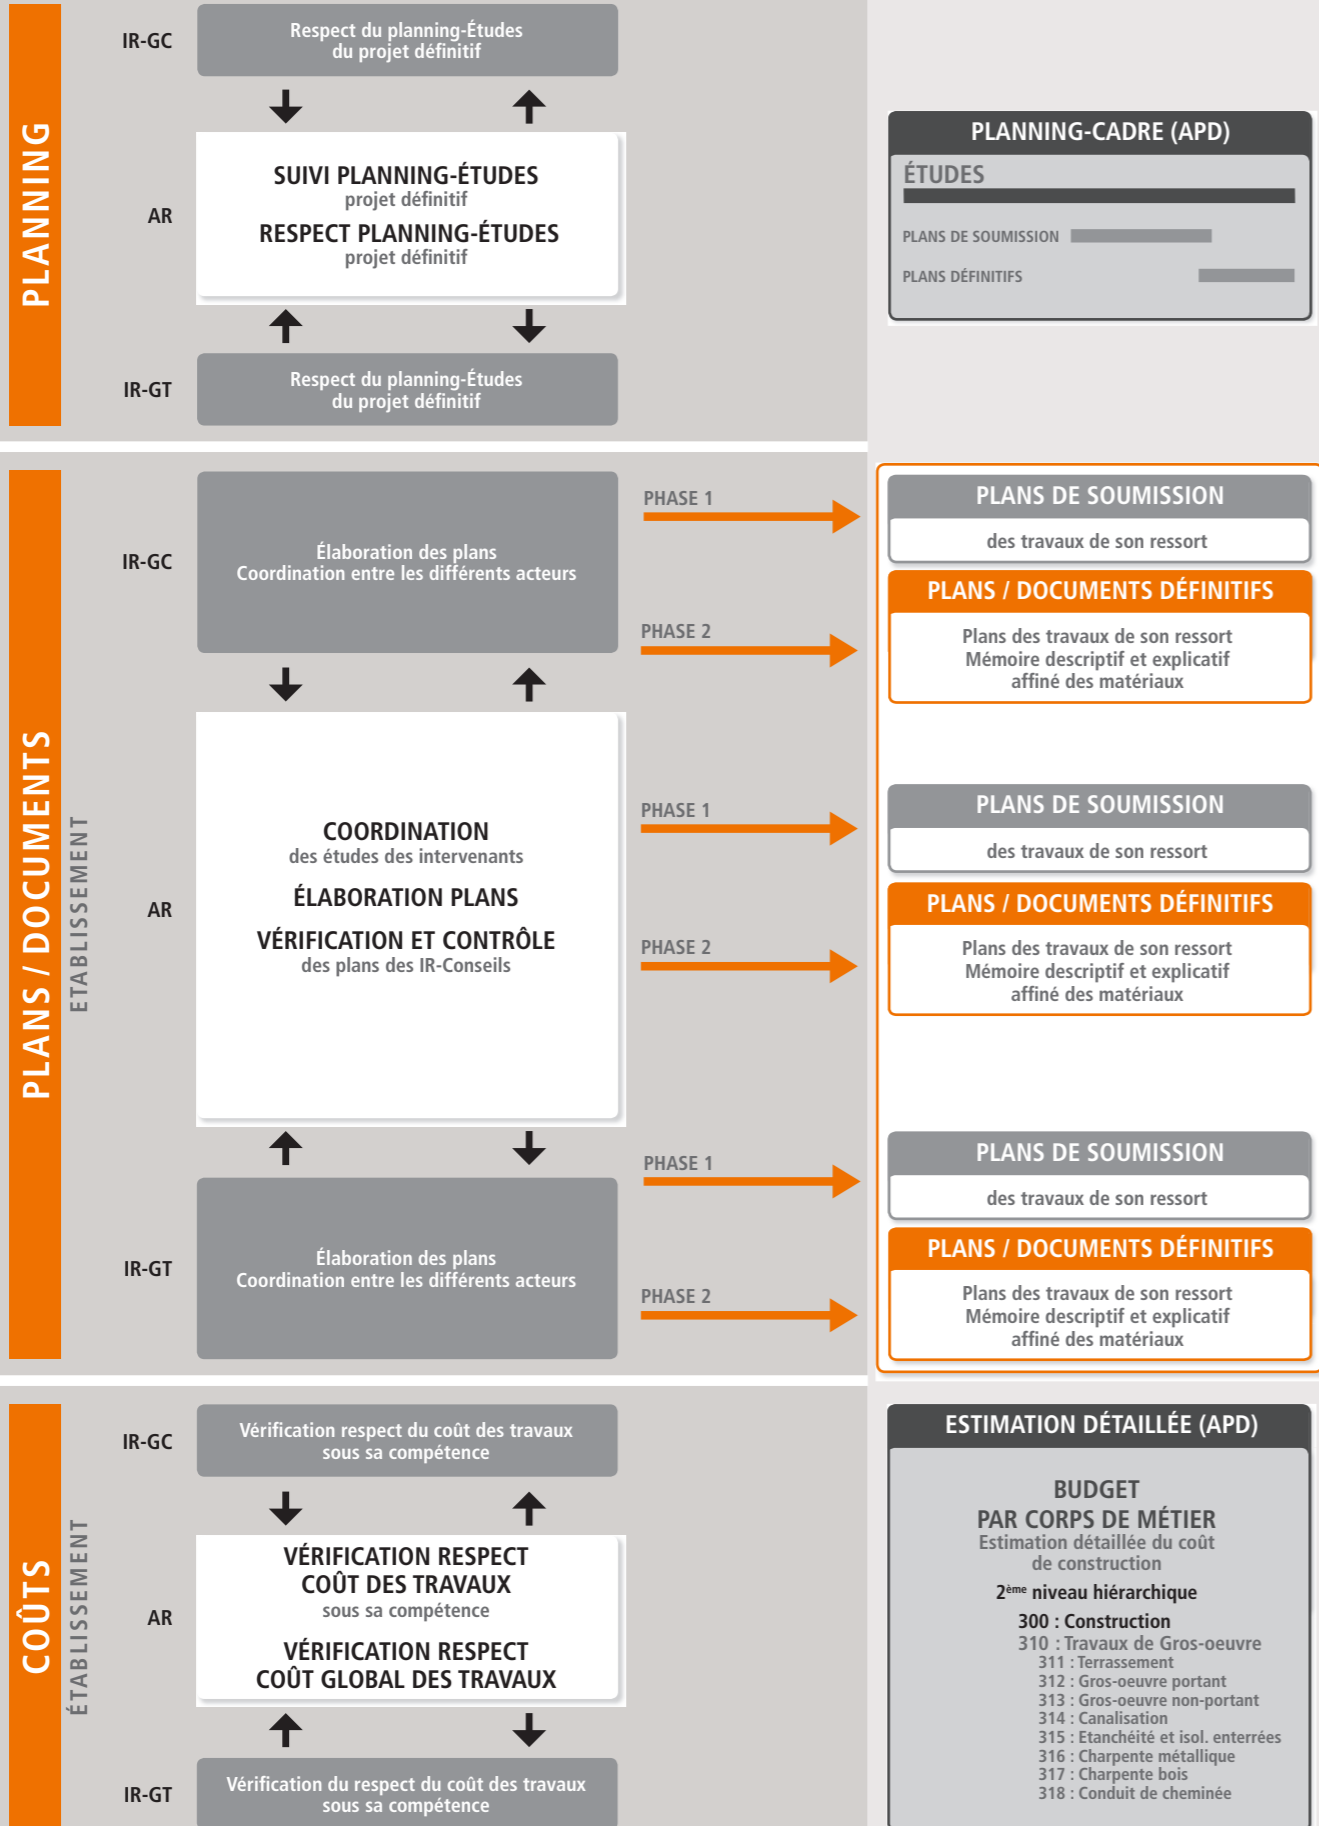 PLANNING
IR-GC
Respect du planning-Études
du projet définitif
AR
SUIVI PLANNING-ÉTUDES
projet définitif
RESPECT PLANNING-ÉTUDES
projet définitif
IR-GT
Respect du planning-Études
du projet définitif
PLANNING-CADRE (APD)
ÉTUDES
PLANS DE SOUMISSION
PLANS DÉFINITIFS
PLANS / DOCUMENTS
ETABLISSEMENT
IR-GC
Élaboration des plans
Coordination entre les différents acteurs
PHASE 1
PLANS DE SOUMISSION
des travaux de son ressort
PHASE 2
PLANS / DOCUMENTS DÉFINITIFS
Plans des travaux de son ressort
Mémoire descriptif et explicatif
affiné des matériaux
AR
COORDINATION
des études des intervenants
ÉLABORATION PLANS
VÉRIFICATION ET CONTRÔLE
des plans des IR-Conseils
PHASE 1
PLANS DE SOUMISSION
des travaux de son ressort
PHASE 2
PLANS / DOCUMENTS DÉFINITIFS
Plans des travaux de son ressort
Mémoire descriptif et explicatif
affiné des matériaux
IR-GT
Élaboration des plans
Coordination entre les différents acteurs
PHASE 1
PLANS DE SOUMISSION
des travaux de son ressort
PHASE 2
PLANS / DOCUMENTS DÉFINITIFS
Plans des travaux de son ressort
Mémoire descriptif et explicatif
affiné des matériaux
COÛTS
ÉTABLISSEMENT
IR-GC
Vérification respect du coût des travaux
sous sa compétence
AR
VÉRIFICATION RESPECT
COÛT DES TRAVAUX
sous sa compétence
VÉRIFICATION RESPECT
COÛT GLOBAL DES TRAVAUX
IR-GT
Vérification du respect du coût des travaux
sous sa compétence
ESTIMATION DÉTAILLÉE (APD)
BUDGET
PAR CORPS DE MÉTIER
Estimation détaillée du coût
de construction
2ème niveau hiérarchique
300 : Construction
310 : Travaux de Gros-oeuvre
311 : Terrassement
312 : Gros-oeuvre portant
313 : Gros-oeuvre non-portant
314 : Canalisation
315 : Etanchéité et isol. enterrées
316 : Charpente métallique
317 : Charpente bois
318 : Conduit de cheminée